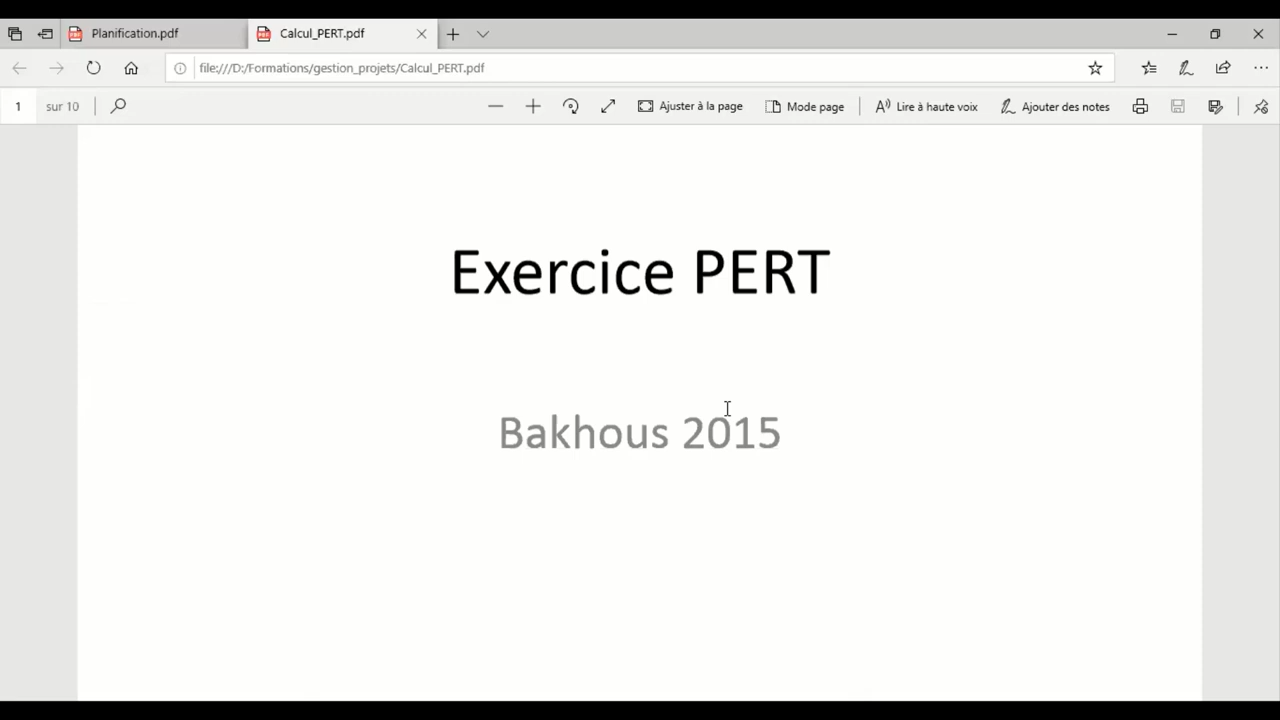 Planification.pdf
Calcul_PERT.pdf
file:///D:/Formations/gestion_projets/Calcul_PERT.pdf
1 sur 10
Ajuster à la page
Mode page
Lire à haute voix
Ajouter des notes
Exercice PERT
Bakhous 2015